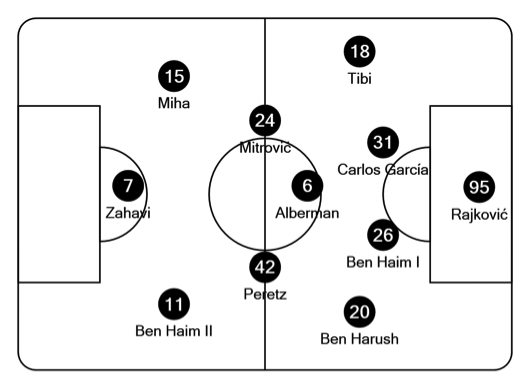 18
Tibi
15
Miha
24
Mitrović
31
Carlos García
7
Zahavi
6
Alberman
95
Rajković
26
Ben Haim I
42
Peretz
11
Ben Haim II
20
Ben Harush